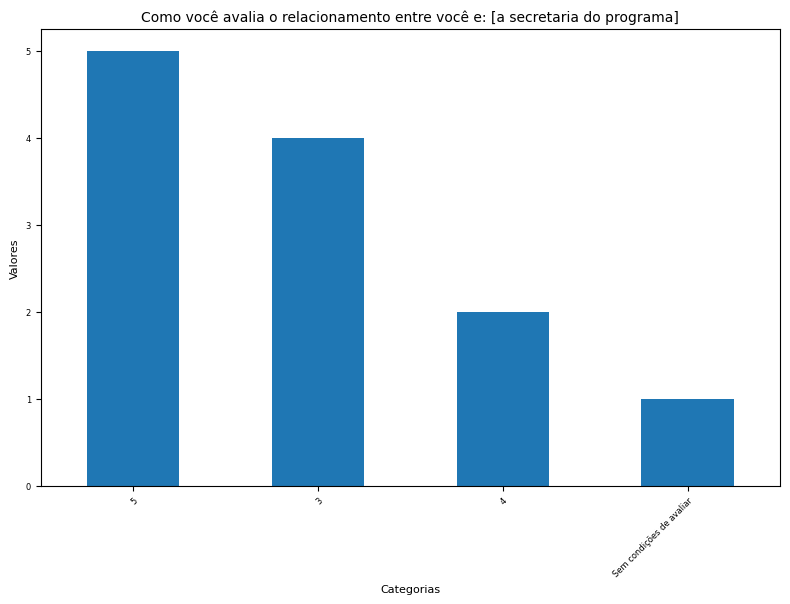 Como você avalia o relacionamento entre você e: [a secretaria do programa]
Valores
5
4
3
2
1
0
5
3
4
Sem condições de avaliar
Categorias